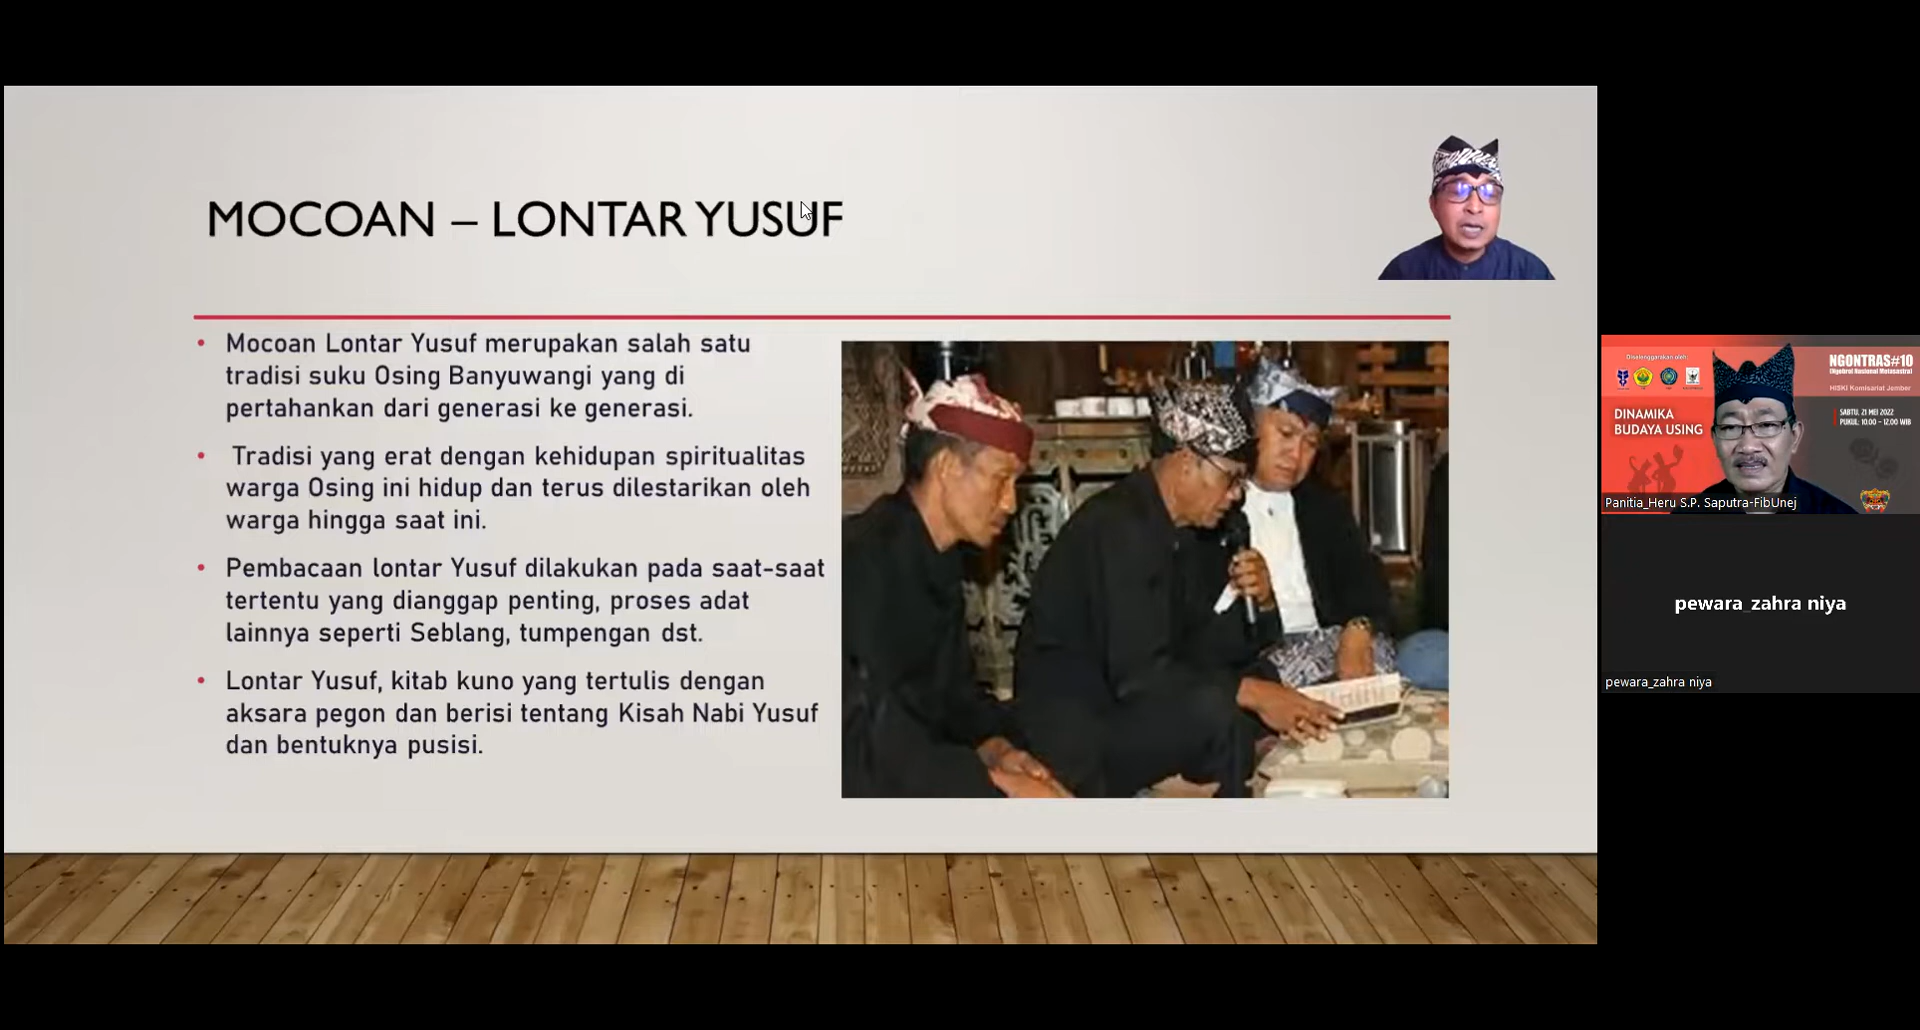 MOCOAN – LONTAR YUSUF
• Mocoan Lontar Yusuf merupakan salah satu
tradisi suku Osing Banyuwangi yang di
pertahankan dari generasi ke generasi.
• Tradisi yang erat dengan kehidupan spiritualitas
warga Osing ini hidup dan terus dilestarikan oleh
warga hingga saat ini.
• Pembacaan lontar Yusuf dilakukan pada saat-saat
tertentu yang dianggap penting, proses adat
lainnya seperti Seblang, tumpengan dst.
• Lontar Yusuf, kitab kuno yang tertulis dengan
aksara pegon dan berisi tentang Kisah Nabi Yusuf
dan bentuknya pusisi.
Diselenggarakan oleh:
NGONTRAS#10
(Ngobrol Nasional Metasastra)
HISKI Komisariat Jember
DINAMIKA
BUDAYA USING
SABTU, 21 MEI 2022
PUKUL: 10.00 – 12.00 WIB
Panitia_Heru S.P. Saputra-FibUnej
pewara_zahra niya
pewara_zahra niya